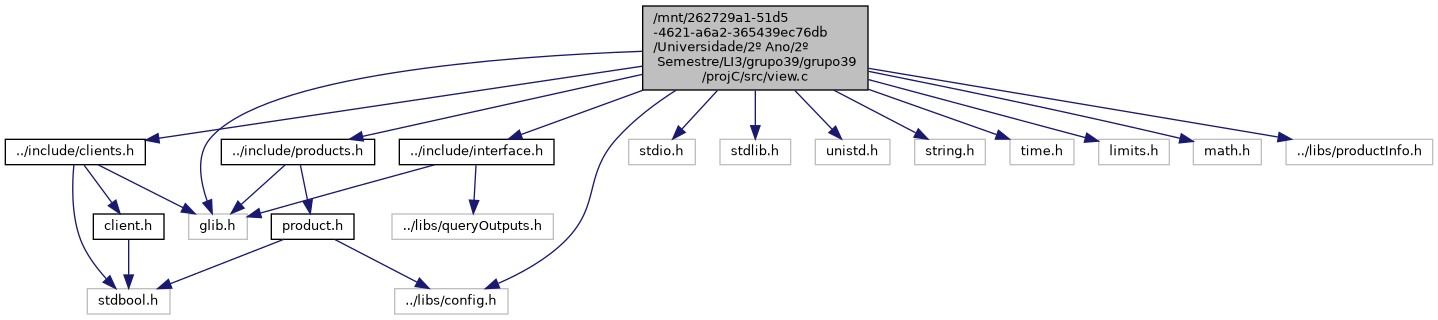 /mnt/262729a1-51d5
-4621-a6a2-365439ec76db
/Universidade/2º Ano/2º
Semestre/LI3/grupo39/grupo39
/projC/src/view.c
../include/clients.h
../include/products.h
../include/interface.h
stdio.h
stdlib.h
unistd.h
string.h
time.h
limits.h
math.h
../libs/productInfo.h
client.h
glib.h
product.h
../libs/queryOutputs.h
stdbool.h
../libs/config.h